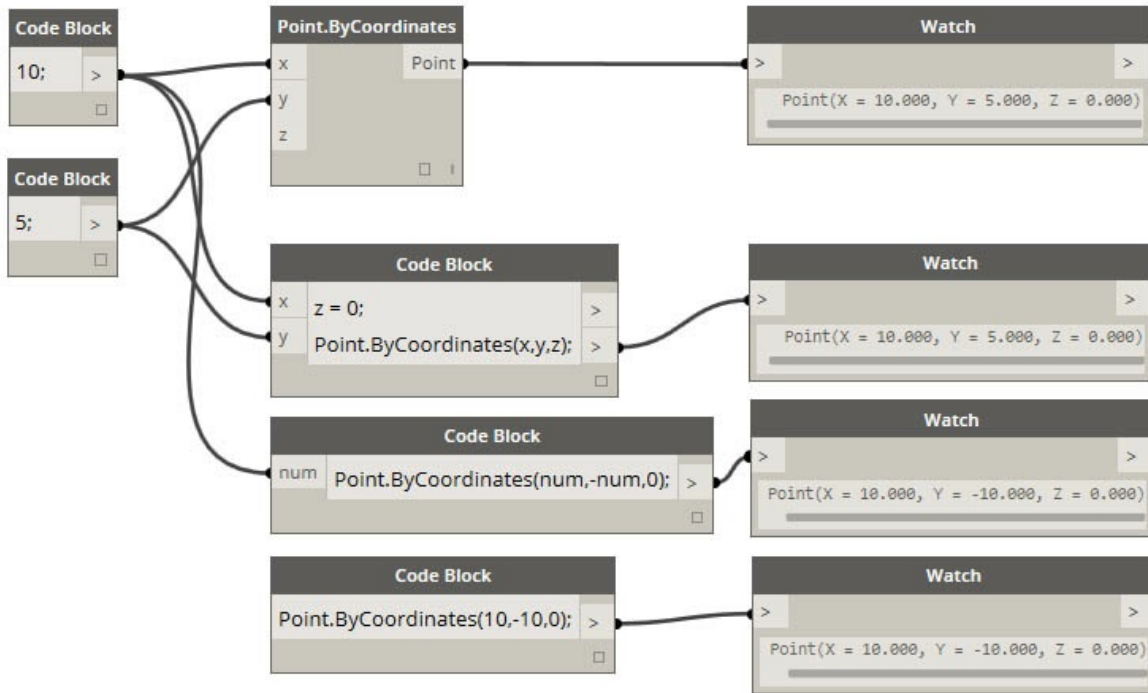 Code Block
10; >
Point.ByCoordinates
x Point
y
z
Watch
> >
Point(X = 10.000, Y = 5.000, Z = 0.000)
Code Block
5; >
Code Block
x z = 0; >
y Point.ByCoordinates(x,y,z); >
Watch
> >
Point(X = 10.000, Y = 5.000, Z = 0.000)
Code Block
num Point.ByCoordinates(num,-num,0); >
Watch
> >
Point(X = 10.000, Y = -10.000, Z = 0.000)
Code Block
Point.ByCoordinates(10,-10,0); >
Watch
> >
Point(X = 10.000, Y = -10.000, Z = 0.000)